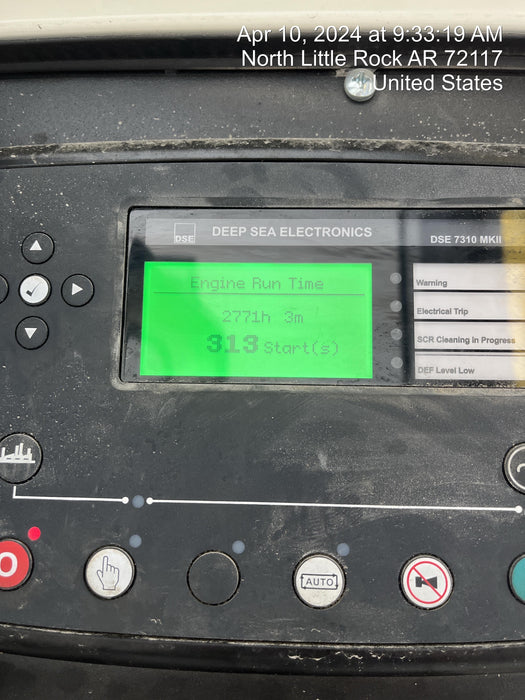 Apr 10, 2024 at 9:33:19 AM
North Little Rock AR 72117
United States
DSE
DEEP SEA ELECTRONICS
DSE 7310 MKII
Engine Run Time
2771h 3m
313 Start(s)
Warning
Electrical Trip
SCR Cleaning in Progress
DEF Level Low
O
AUTO